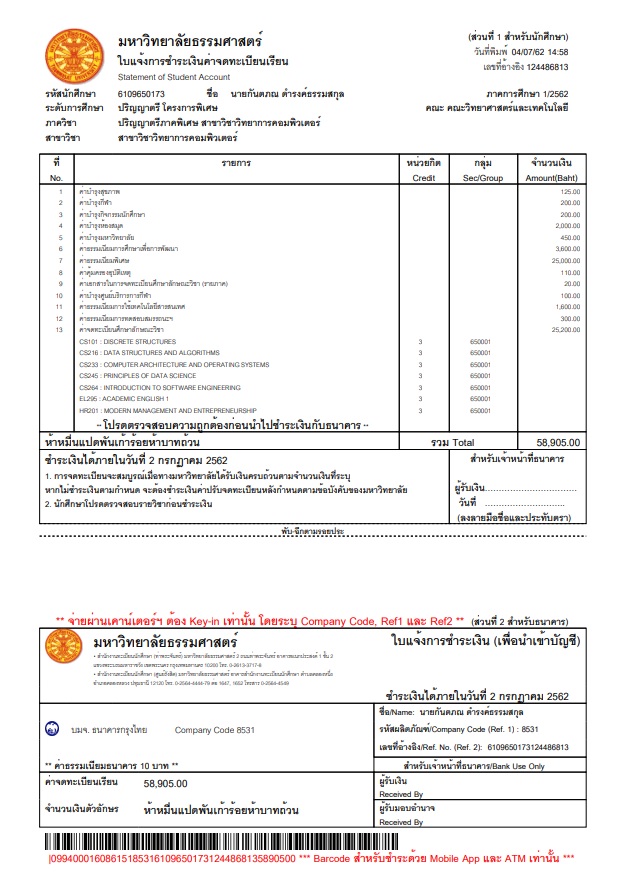 มหาวิทยาลัยธรรมศาสตร์
ใบแจ้งการชำระเงินค่าจดทะเบียนเรียน
Statement of Student Account
(ส่วนที่ 1 สำหรับนักศึกษา)
วันที่พิมพ์ 04/07/62 14:58
เลขที่อ้างอิง 124486813
รหัสนักศึกษา 6109650173 ชื่อ นายกันตภณ ดำรงค์ธรรมสกุล ภาคการศึกษา 1/2562
ระดับการศึกษา ปริญญาตรี โครงการพิเศษ คณะ คณะวิทยาศาสตร์และเทคโนโลยี
ภาควิชา ปริญญาตรีภาคพิเศษ สาขาวิชาวิทยาการคอมพิวเตอร์
สาขาวิชา สาขาวิชาวิทยาการคอมพิวเตอร์
ที่ รายการ หน่วยกิต กลุ่ม จำนวนเงิน
No. Credit Sec/Group Amount(Baht)
1 ค่าบำรุงสุขภาพ 125.00
2 ค่าบำรุงกีฬา 200.00
3 ค่าบำรุงกิจกรรมนักศึกษา 200.00
4 ค่าบำรุงห้องสมุด 2,000.00
5 ค่าบำรุงมหาวิทยาลัย 450.00
6 ค่าธรรมเนียมการศึกษาเพื่อการพัฒนา 3,600.00
7 ค่าธรรมเนียมพิเศษ 25,000.00
8 ค่าคุ้มครองอุบัติเหตุ 110.00
9 ค่าเอกสารในการจดทะเบียนศึกษาลักษณะวิชา (รายภาค) 20.00
10 ค่าบำรุงศูนย์บริการการกีฬา 100.00
11 ค่าธรรมเนียมการใช้เทคโนโลยีสารสนเทศ 1,600.00
12 ค่าธรรมเนียมการทดสอบสมรรถนะฯ 300.00
13 ค่าจดทะเบียนศึกษาลักษณะวิชา 25,200.00
CS101 : DISCRETE STRUCTURES 3 650001
CS216 : DATA STRUCTURES AND ALGORITHMS 3 650001
CS233 : COMPUTER ARCHITECTURE AND OPERATING SYSTEMS 3 650001
CS245 : PRINCIPLES OF DATA SCIENCE 3 650001
CS264 : INTRODUCTION TO SOFTWARE ENGINEERING 3 650001
EL295 : ACADEMIC ENGLISH 1 3 650001
HR201 : MODERN MANAGEMENT AND ENTREPRENEURSHIP 3 650001
-- โปรดตรวจสอบความถูกต้องก่อนนำไปชำระเงินกับธนาคาร --
ห้าหมื่นแปดพันเก้าร้อยห้าบาทถ้วน รวม Total 58,905.00
ชำระเงินได้ภายในวันที่ 2 กรกฎาคม 2562 สำหรับเจ้าหน้าที่ธนาคาร
1. การจดทะเบียนจะสมบูรณ์เมื่อทางมหาวิทยาลัยได้รับเงินครบถ้วนตามจำนวนเงินที่ระบุ
หากไม่ชำระเงินตามกำหนด จะต้องชำระเงินค่าปรับจดทะเบียนหลังกำหนดตามข้อบังคับของมหาวิทยาลัย
2. นักศึกษาโปรดตรวจสอบรายวิชาก่อนชำระเงิน
ผู้รับเงิน................................
วันที่ ............................
(ลงลายมือชื่อและประทับตรา)
พับ-ฉีกตามรอยประ
** จ่ายผ่านเคาน์เตอร์ฯ ต้อง Key-in เท่านั้น โดยระบุ Company Code, Ref1 และ Ref2 ** (ส่วนที่ 2 สำหรับธนาคาร)
มหาวิทยาลัยธรรมศาสตร์ ใบแจ้งการชำระเงิน (เพื่อนำเข้าบัญชี)
ชำระเงินได้ภายในวันที่ 2 กรกฎาคม 2562
บมจ. ธนาคารกรุงไทย Company Code 8531
ชื่อ/Name: นายกันตภณ ดำรงค์ธรรมสกุล
รหัสผลิตภัณฑ์/Company Code (Ref. 1) : 8531
เลขที่อ้างอิง/Ref. No. (Ref. 2): 6109650173124486813
** ค่าธรรมเนียมธนาคาร 10 บาท ** สำหรับเจ้าหน้าที่ธนาคาร/Bank Use Only
ค่าจดทะเบียนเรียน 58,905.00 ผู้รับเงิน
Received By
จำนวนเงินตัวอักษร ห้าหมื่นแปดพันเก้าร้อยห้าบาทถ้วน ผู้รับมอบอำนาจ
Received By
|099400016086151853161096501731244868135890500 *** Barcode สำหรับชำระด้วย Mobile App และ ATM เท่านั้น ***